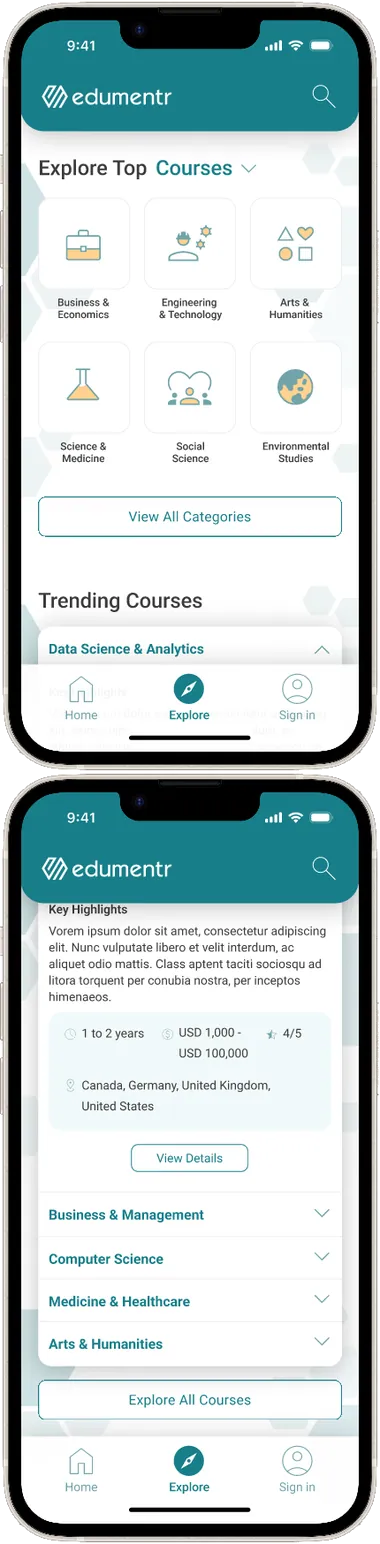 9:41
edumentr
Explore Top Courses
Business &
Economics
Engineering
& Technology
Arts &
Humanities
Science &
Medicine
Social
Science
Environmental
Studies
View All Categories
Trending Courses
Data Science & Analytics
Key Highlights
Home
Explore
Sign in
9:41
edumentr
Key Highlights
Vorem ipsum dolor sit amet, consectetur adipiscing
elit. Nunc vulputate libero et velit interdum, ac
aliquet odio mattis. Class aptent taciti sociosqu ad
litora torquent per conubia nostra, per inceptos
himenaeos.
1 to 2 years
USD 1,000 -
USD 100,000
4/5
Canada, Germany, United Kingdom,
United States
View Details
Business & Management
Computer Science
Medicine & Healthcare
Arts & Humanities
Explore All Courses
Home
Explore
Sign in